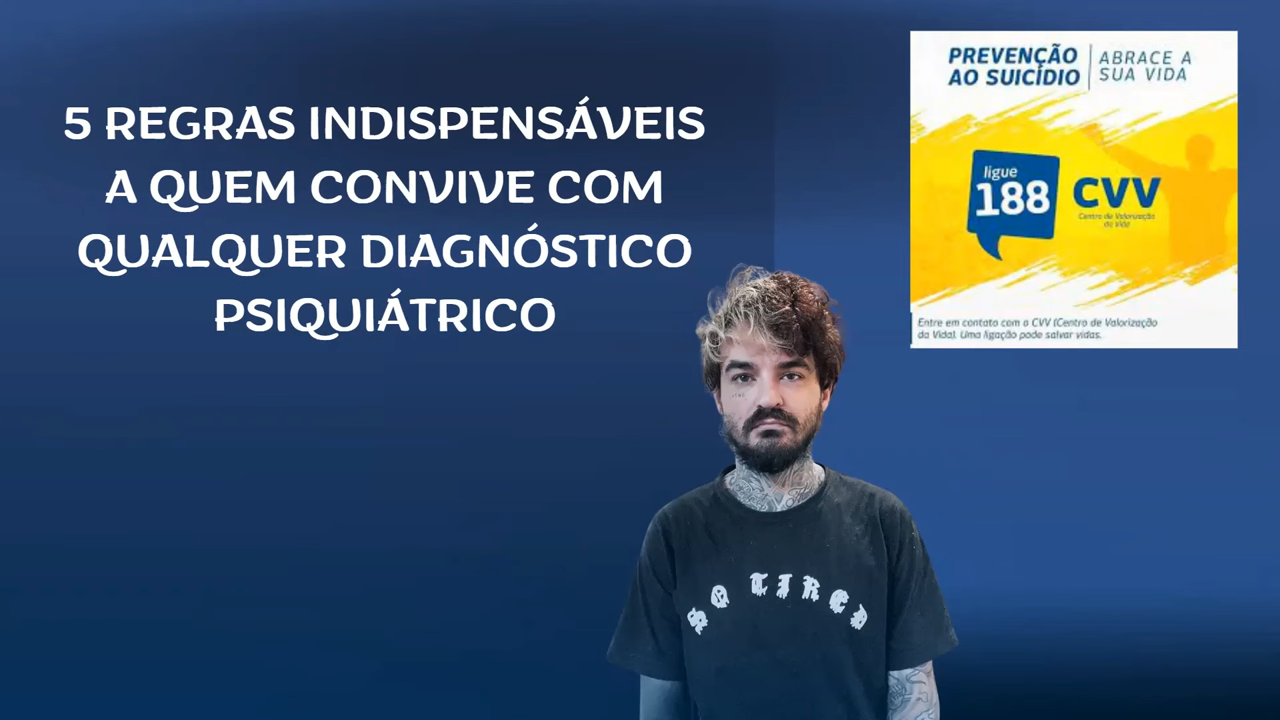 5 REGRAS INDISPENSÁVEIS
A QUEM CONVIVE COM
QUALQUER DIAGNÓSTICO
PSIQUIÁTRICO
PREVENÇÃO
AO SUICÍDIO
ABRACE A
SUA VIDA
ligue
188
CVV
Centro de Valorização
da Vida
Entre em contato com o CVV (Centro de Valorização
da Vida). Uma ligação pode salvar vidas.
SO TIRED